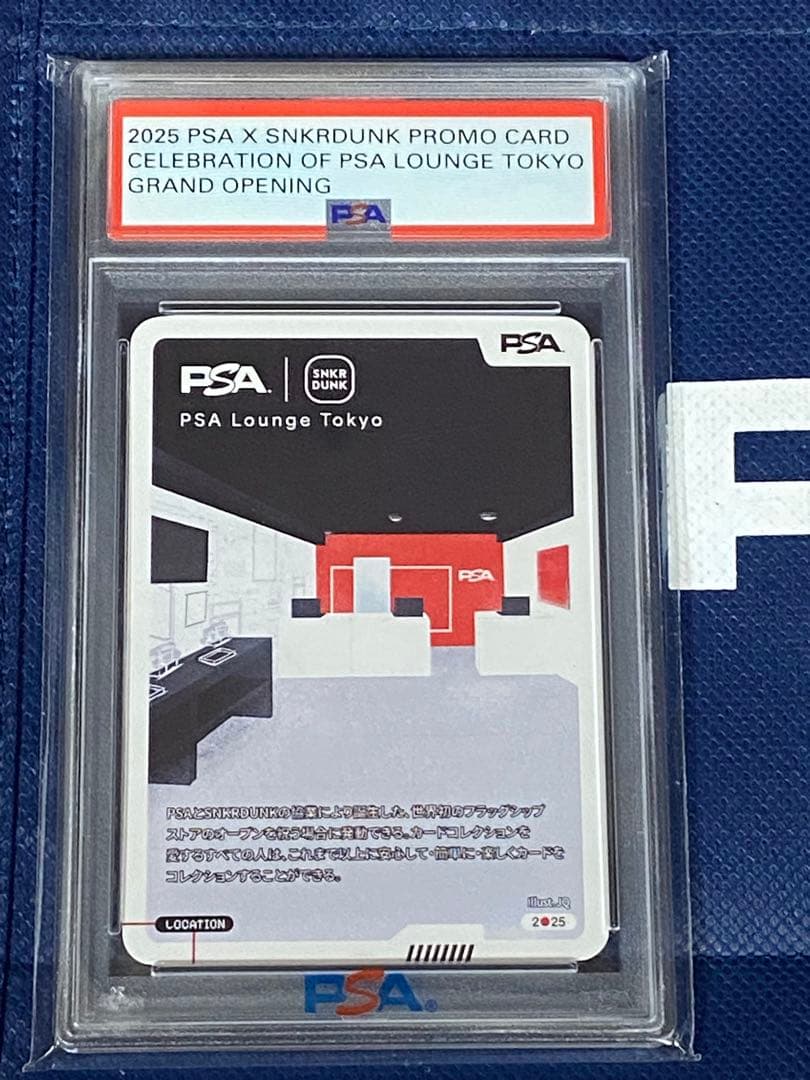 2025 PSA X SNKRDUNK PROMO CARD
CELEBRATION OF PSA LOUNGE TOKYO
GRAND OPENING
PSA
PSA
PSA. SNKR
DUNK
PSA Lounge Tokyo
PSA
PSAとSNKRDUNKの協業により誕生した、世界初のフラッグシップ
ストアのオープンを祝う場合に発動できる。カードコレクションを
愛するすべての人は、これまで以上に安心して・簡単に・楽しくカードを
コレクションすることができる。
Illust. JQ
LOCATION
2●25
PSA®